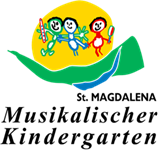 St. MAGDALENA
Musikalischer
Kindergarten